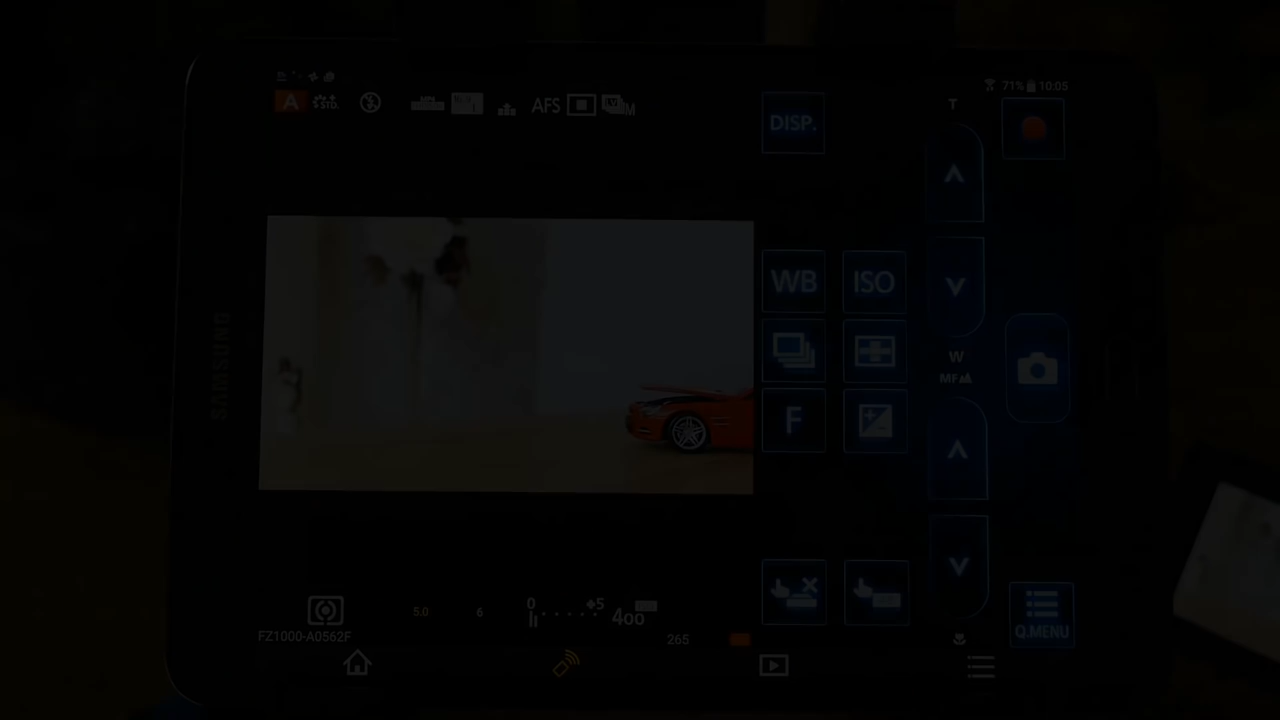 71% 10:05
A STD. AFS M
DISP.
T
WB ISO
W
MF
F
SAMSUNG
5.0 6 0 5 400
FZ1000-A0562F
265
Q.MENU